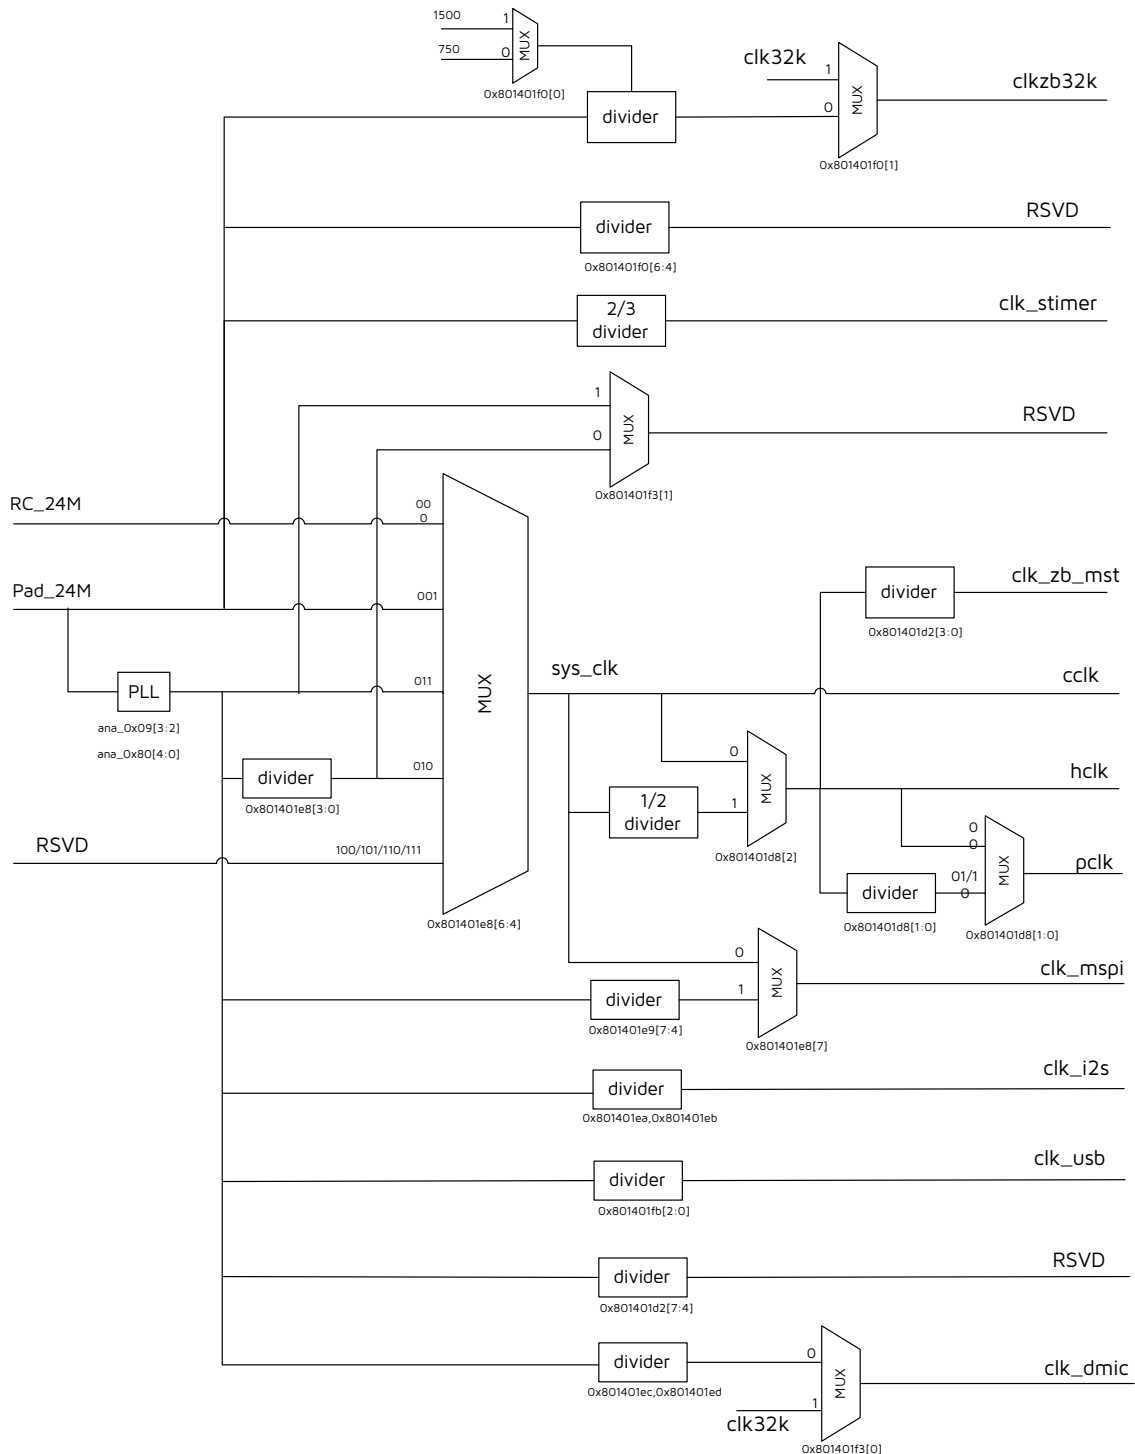 1500
1
750
0
MUX
0x801401f0[0]
clk32k
1
0
MUX
clkzb32k
divider
0x801401f0[1]
divider
RSVD
0x801401f0[6:4]
2/3
divider
clk_stimer
1
0
MUX
RSVD
0x801401f3[1]
RC_24M
00
0
Pad_24M
001
divider
clk_zb_mst
0x801401d2[3:0]
PLL
ana_0x09[3:2]
ana_0x80[4:0]
011
MUX
sys_clk
cclk
divider
0x801401e8[3:0]
010
0
1
MUX
hclk
1/2
divider
0x801401d8[2]
RSVD
100/101/110/111
0x801401e8[6:4]
0
0
01/1
0
MUX
pclk
divider
0x801401d8[1:0]
0x801401d8[1:0]
0
1
MUX
clk_mspi
divider
0x801401e9[7:4]
0x801401e8[7]
divider
clk_i2s
0x801401ea,0x801401eb
divider
clk_usb
0x801401fb[2:0]
divider
RSVD
0x801401d2[7:4]
divider
0x801401ec,0x801401ed
0
1
MUX
clk_dmic
clk32k
0x801401f3[0]